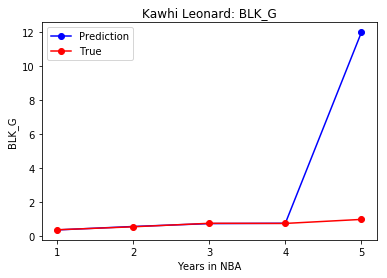 Kawhi Leonard: BLK_G
Prediction
True
12
10
8
6
4
2
0
BLK_G
1 2 3 4 5
Years in NBA